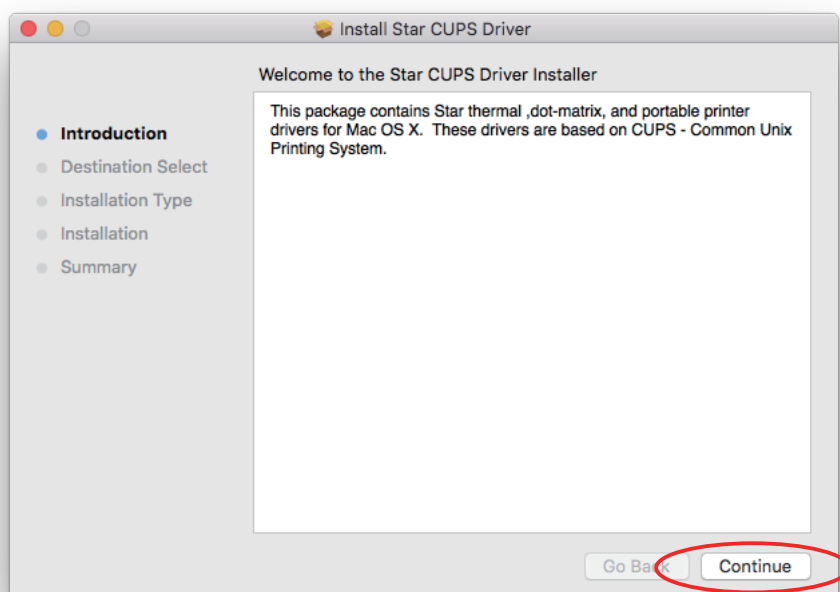 Install Star CUPS Driver
Welcome to the Star CUPS Driver Installer
Introduction
Destination Select
Installation Type
Installation
Summary
This package contains Star thermal ,dot-matrix, and portable printer
drivers for Mac OS X.  These drivers are based on CUPS - Common Unix
Printing System.
Go Back
Continue